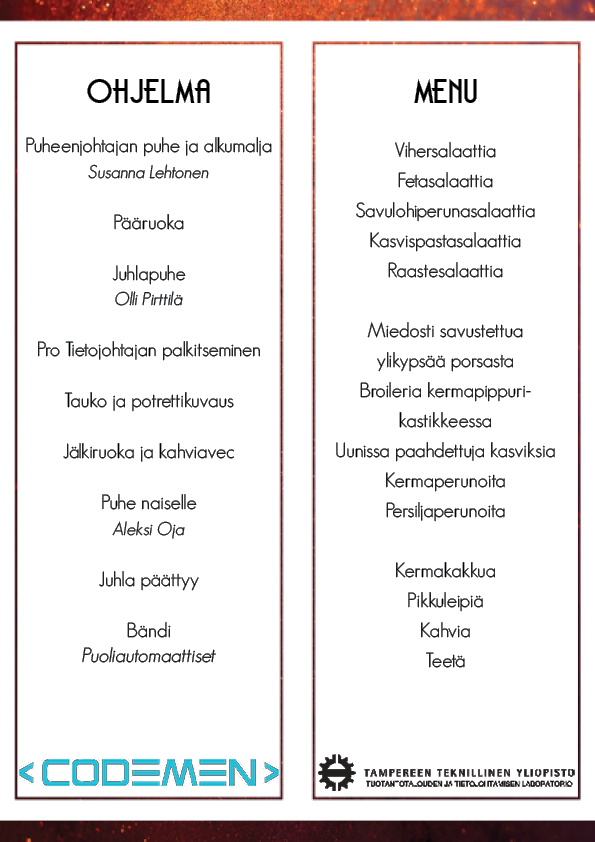 OHJELMA
Puheenjohtajan puhe ja alkumalja
Susanna Lehtonen
Pääruoka
Juhlapuhe
Olli Pirttilä
Pro Tietojohtajan palkitseminen
Tauko ja potrettikuvaus
Jälkiruoka ja kahviavec
Puhe naiselle
Aleksi Oja
Juhla päättyy
Bändi
Puoliautomaattiset
<CODEMEN>
MENU
Vihersalaattia
Fetasalaattia
Savulohiperunasalaattia
Kasvispastasalaattia
Raastesalaattia
Miedosti savustettua
ylikypsää porsasta
Broileria kermapippuri-
kastikkeessa
Uunissa paahdettuja kasviksia
Kermaperunoita
Persiljaperunoita
Kermakakkua
Pikkuleipiä
Kahvia
Teetä
TAMPEREEN TEKNILLINEN YLIOPISTO
TUOTANTOTALOUDEN JA TIETOJOHTAMISEN LABORATORIO